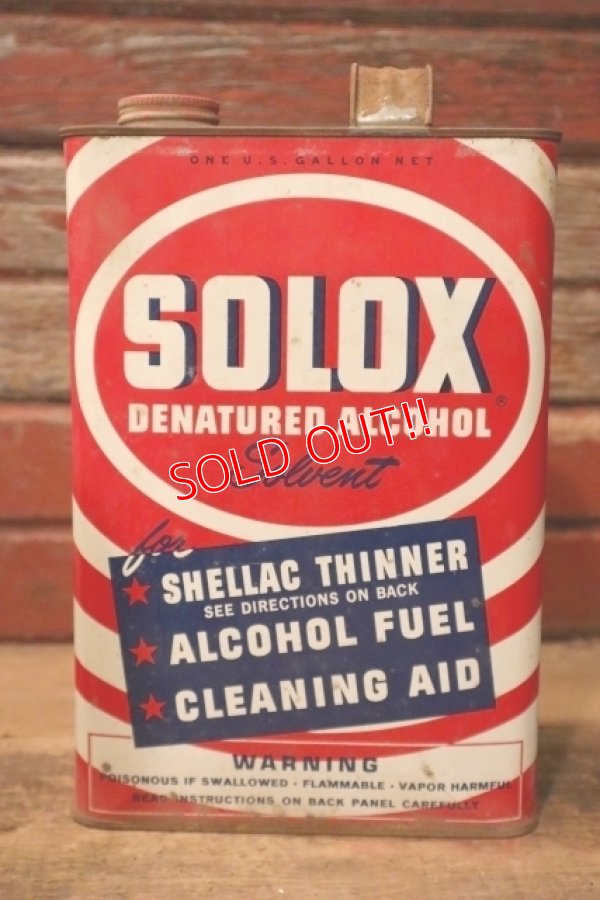 ONE U.S. GALLON NET
SOLOX®
DENATURED ALCOHOL
SOLD OUT!!
Solvent
for
★ SHELLAC THINNER
SEE DIRECTIONS ON BACK
★ ALCOHOL FUEL
★ CLEANING AID
WARNING
POISONOUS IF SWALLOWED · FLAMMABLE · VAPOR HARMFUL
READ INSTRUCTIONS ON BACK PANEL CAREFULLY